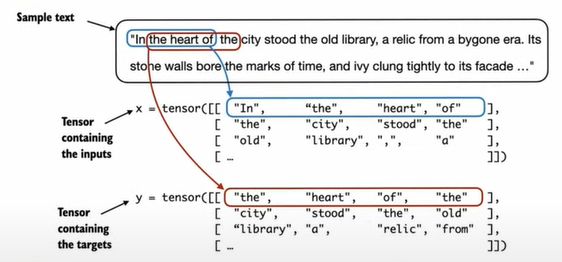 Sample text
"In the heart of the city stood the old library, a relic from a bygone era. Its
stone walls bore the marks of time, and ivy clung tightly to its facade ..."
x = tensor([[ "In", "the", "heart", "of" ],
[ "the", "city", "stood", "the" ],
[ "old", "library", ",", "a" ],
[ … ]])
Tensor
containing
the inputs
y = tensor([[ "the", "heart", "of", "the" ],
[ "city", "stood", "the", "old" ],
[ "library", "a", "relic", "from" ],
[ … ]])
Tensor
containing
the targets